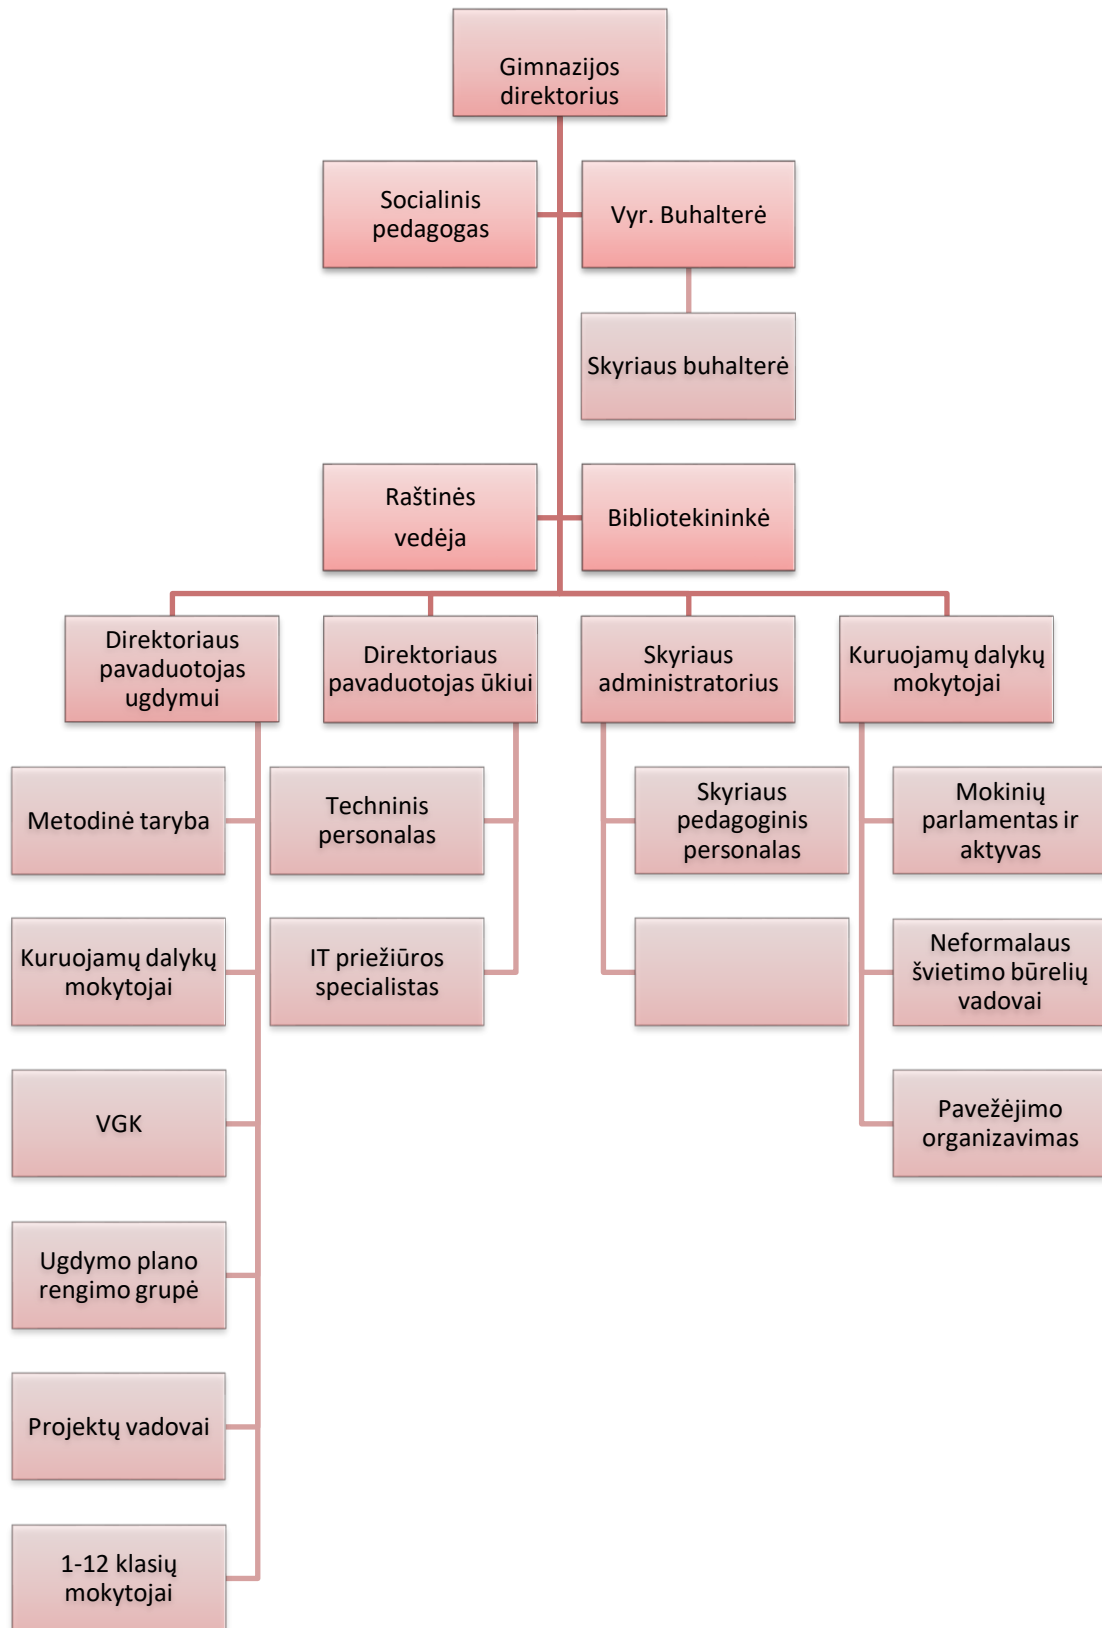 Gimnazijos
direktorius
Socialinis
pedagogas
Vyr. Buhalterė
Skyriaus buhalterė
Raštinės
vedėja
Bibliotekininkė
Direktoriaus
pavaduotojas
ugdymui
Direktoriaus
pavaduotojas ūkiui
Skyriaus
administratorius
Kuruojamų dalykų
mokytojai
Metodinė taryba
Techninis
personalas
Skyriaus
pedagoginis
personalas
Mokinių
parlamentas ir
aktyvas
Kuruojamų dalykų
mokytojai
IT priežiūros
specialistas
Neformalaus
švietimo būrelių
vadovai
VGK
Pavežėjimo
organizavimas
Ugdymo plano
rengimo grupė
Projektų vadovai
1-12 klasių
mokytojai